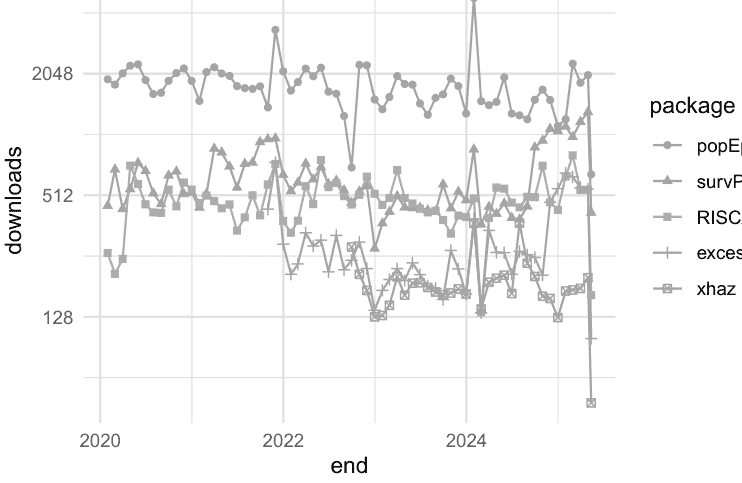 2048
512
128
downloads
2020
2022
2024
end
package
popEp
survP
RISC
exces
xhaz